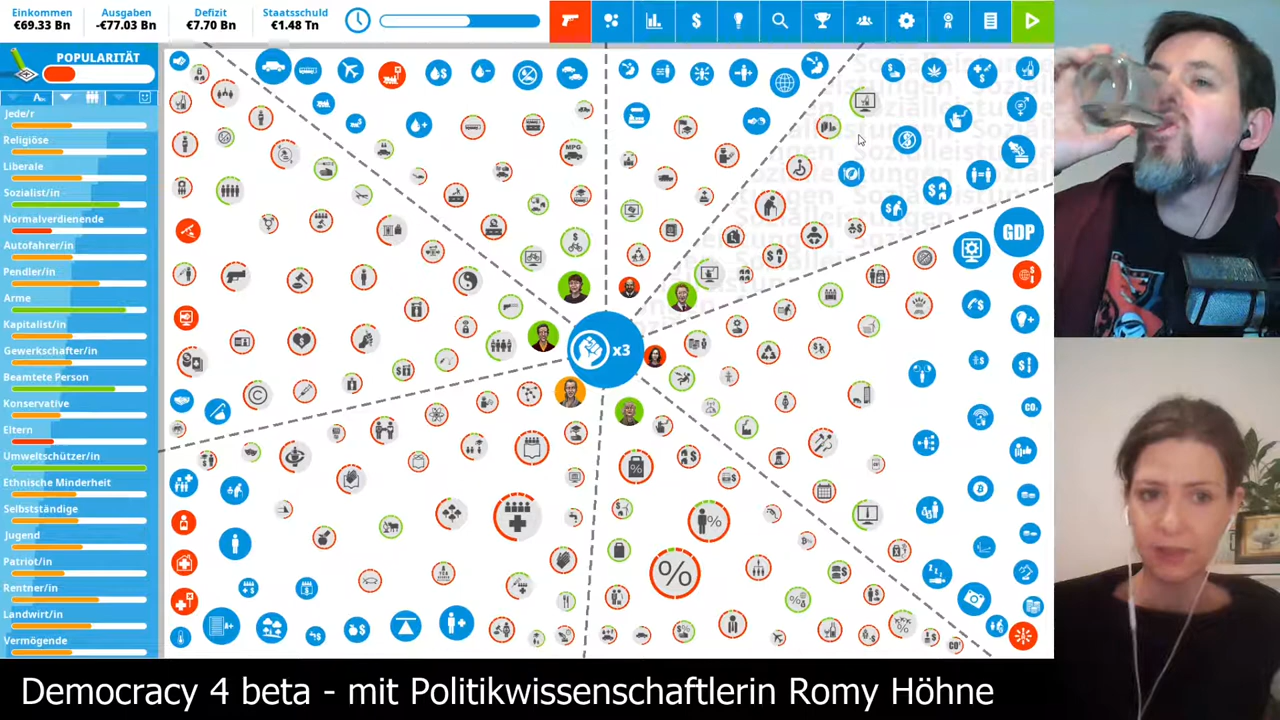 Einkommen
€69.33 Bn
Ausgaben
-€77.03 Bn
Defizit
€7.70 Bn
Staatsschuld
€1.48 Tn
POPULARITÄT
Jede/r
Religiöse
Liberale
Sozialist/in
Normalverdienende
Autofahrer/in
Pendler/in
Arme
Kapitalist/in
Gewerkschafter/in
Beamtete Person
Konservative
Eltern
Umweltschützer/in
Ethnische Minderheit
Selbstständige
Jugend
Patriot/in
Rentner/in
Landwirt/in
Vermögende
Sozialleistungen
MPG
GDP
x3
CO²
Democracy 4 beta - mit Politikwissenschaftlerin Romy Höhne